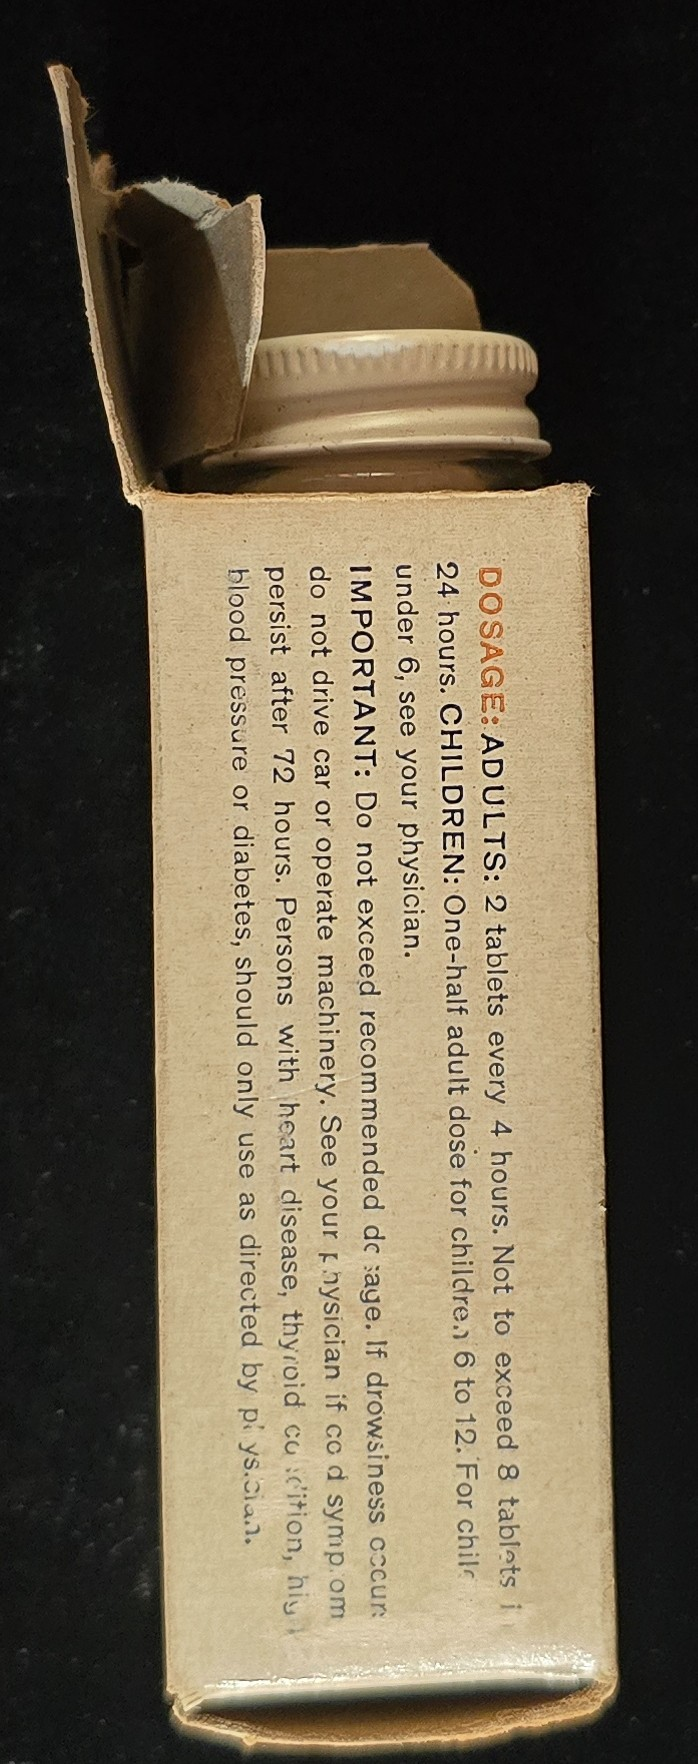 DOSAGE: ADULTS: 2 tablets every 4 hours. Not to exceed 8 tablets
24 hours. CHILDREN: One-half adult dose for children 6 to 12. For
under 6, see your physician.
IMPORTANT: Do not exceed recommended dosage. If drowsiness occurs
do not drive car or operate machinery. See your physician if cold symptom
persist after 72 hours. Persons with heart disease, thyroid condition, high
blood pressure or diabetes, should only use as directed by physician.